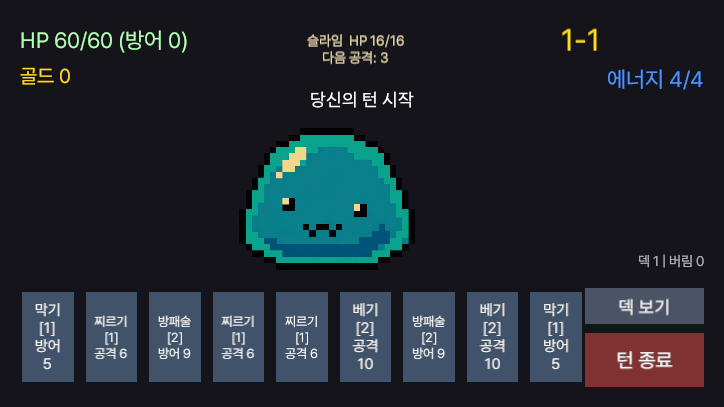 HP 60/60 (방어 0)
골드 0
슬라임 HP 16/16
다음 공격: 3
1-1
에너지 4/4
당신의 턴 시작
덱 1 | 버림 0
막기
[1]
방어
5
찌르기
[1]
공격 6
방패술
[2]
방어 9
찌르기
[1]
공격 6
찌르기
[1]
공격 6
베기
[2]
공격
10
방패술
[2]
방어 9
베기
[2]
공격
10
막기
[1]
방어
5
덱 보기
턴 종료